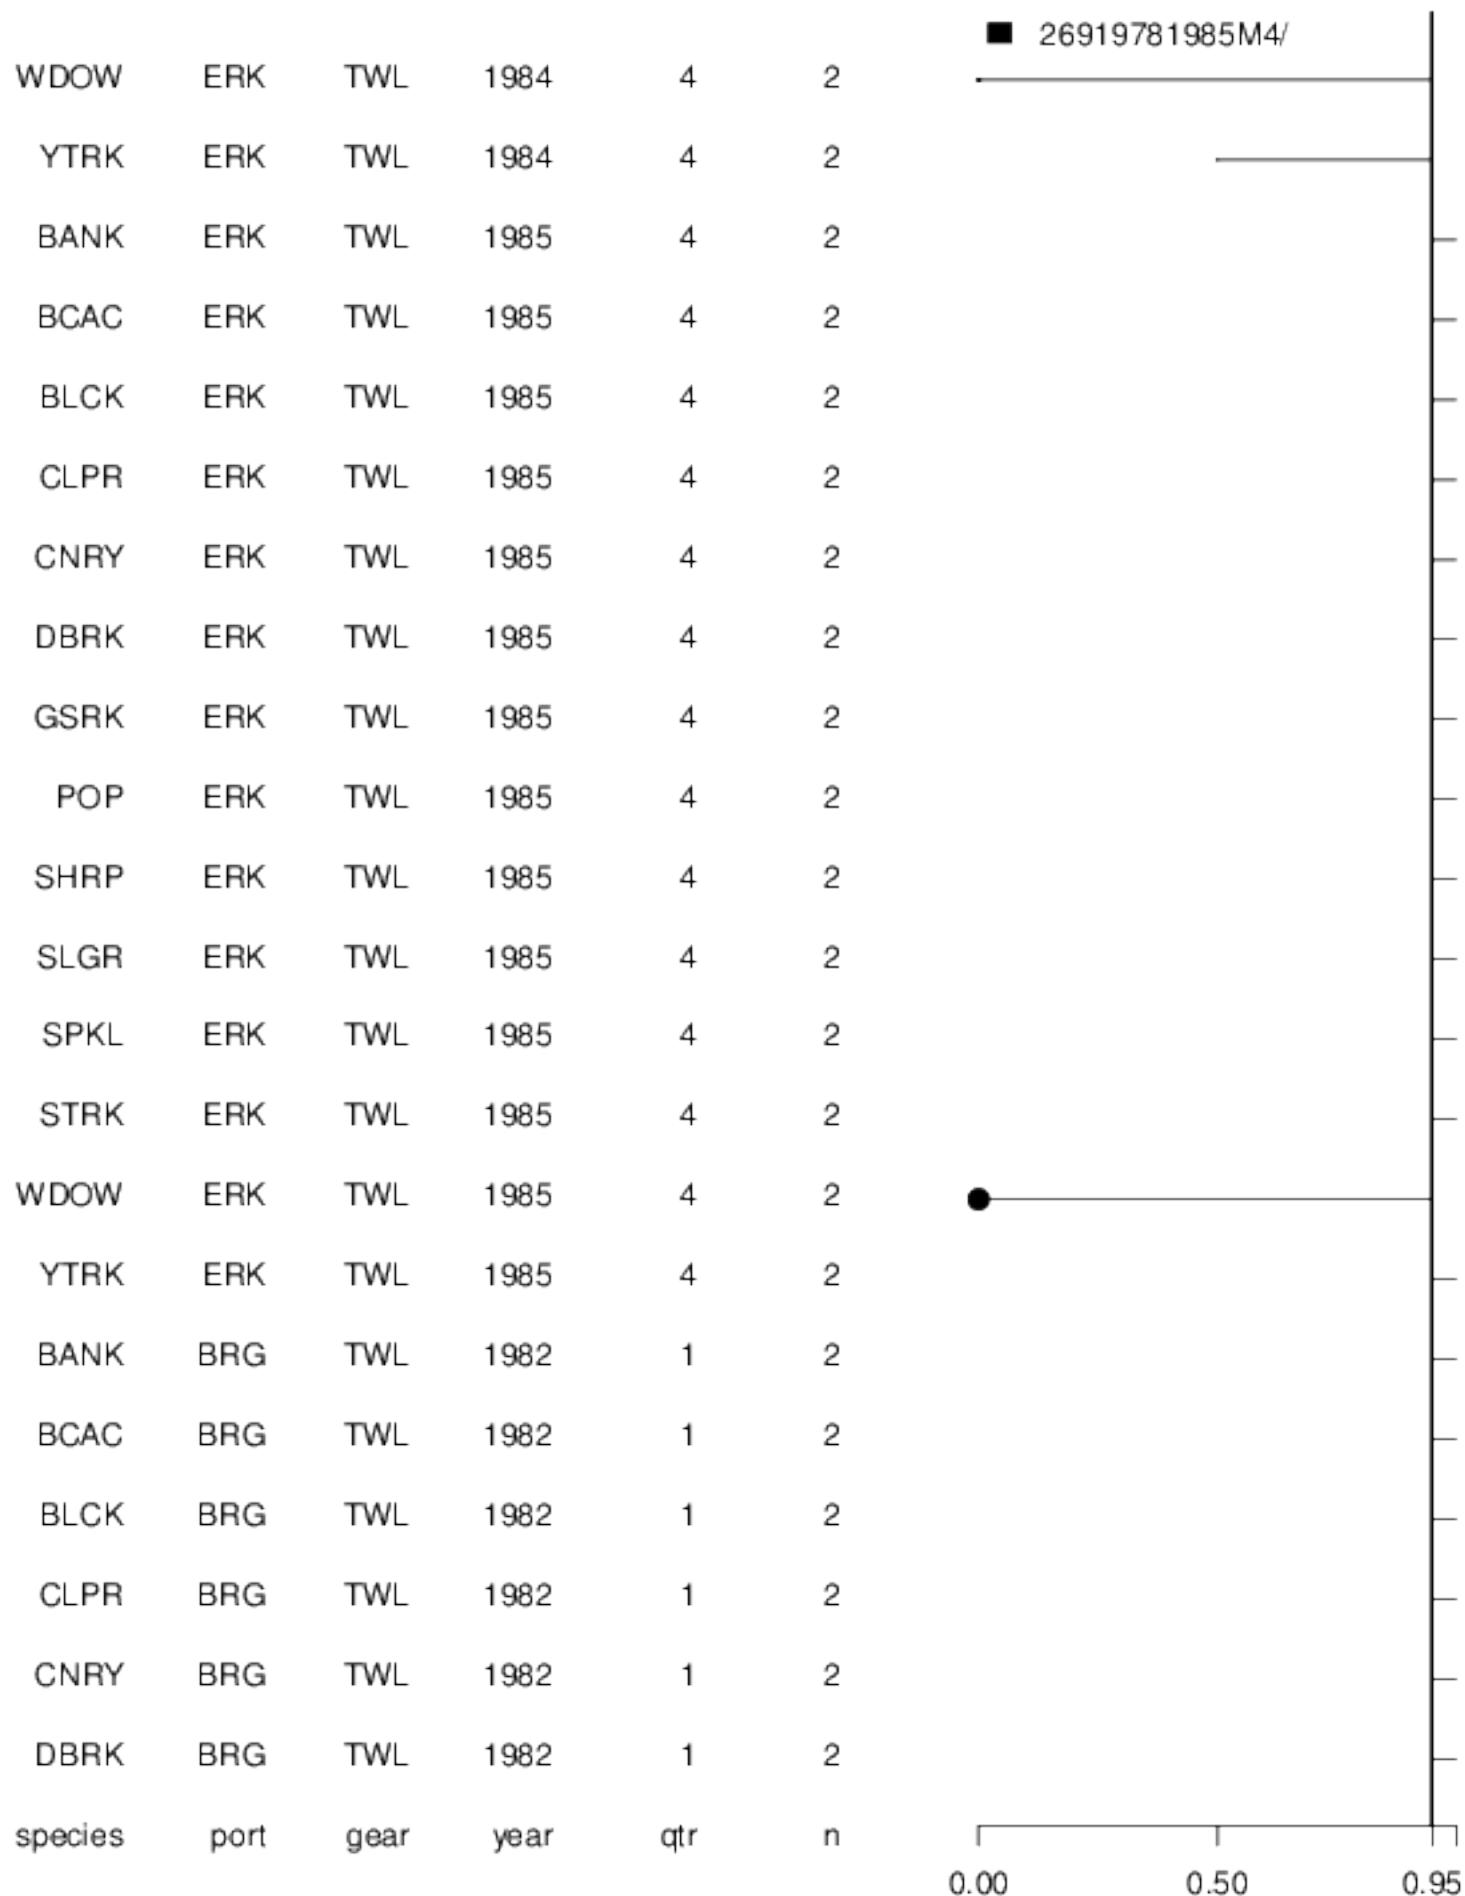 26919781985M4/
WDOW ERK TWL 1984 4 2
YTRK ERK TWL 1984 4 2
BANK ERK TWL 1985 4 2
BCAC ERK TWL 1985 4 2
BLCK ERK TWL 1985 4 2
CLPR ERK TWL 1985 4 2
CNRY ERK TWL 1985 4 2
DBRK ERK TWL 1985 4 2
GSRK ERK TWL 1985 4 2
POP ERK TWL 1985 4 2
SHRP ERK TWL 1985 4 2
SLGR ERK TWL 1985 4 2
SPKL ERK TWL 1985 4 2
STRK ERK TWL 1985 4 2
WDOW ERK TWL 1985 4 2
YTRK ERK TWL 1985 4 2
BANK BRG TWL 1982 1 2
BCAC BRG TWL 1982 1 2
BLCK BRG TWL 1982 1 2
CLPR BRG TWL 1982 1 2
CNRY BRG TWL 1982 1 2
DBRK BRG TWL 1982 1 2
species port gear year qtr n
0.00 0.50 0.95